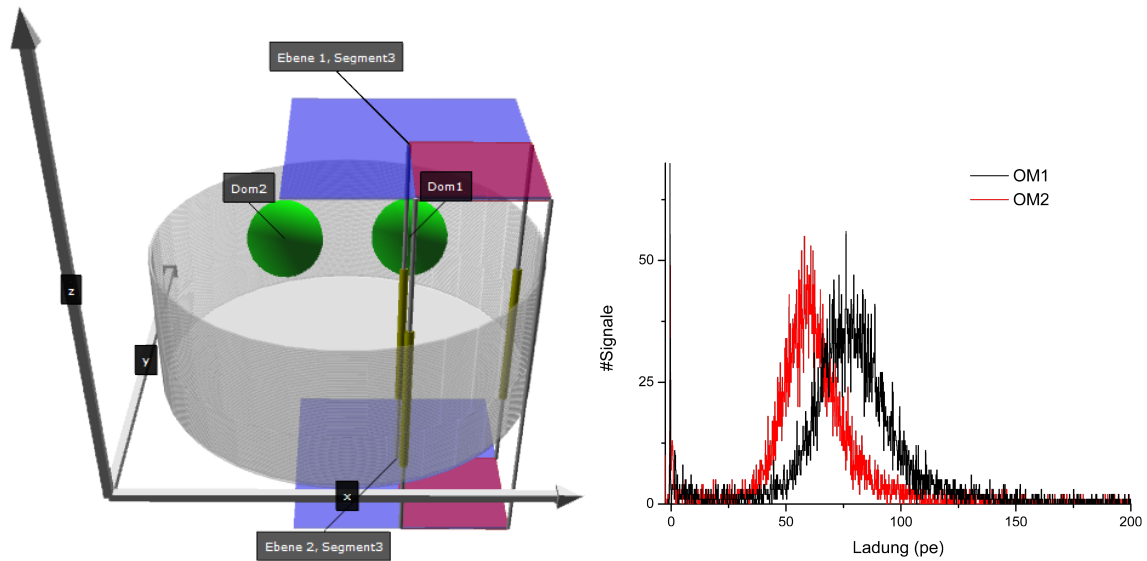 Ebene 1, Segment3
Dom2
Dom1
z
y
x
Ebene 2, Segment3
OM1
OM2
#Signale
50
25
0
0
50
100
150
200
Ladung (pe)